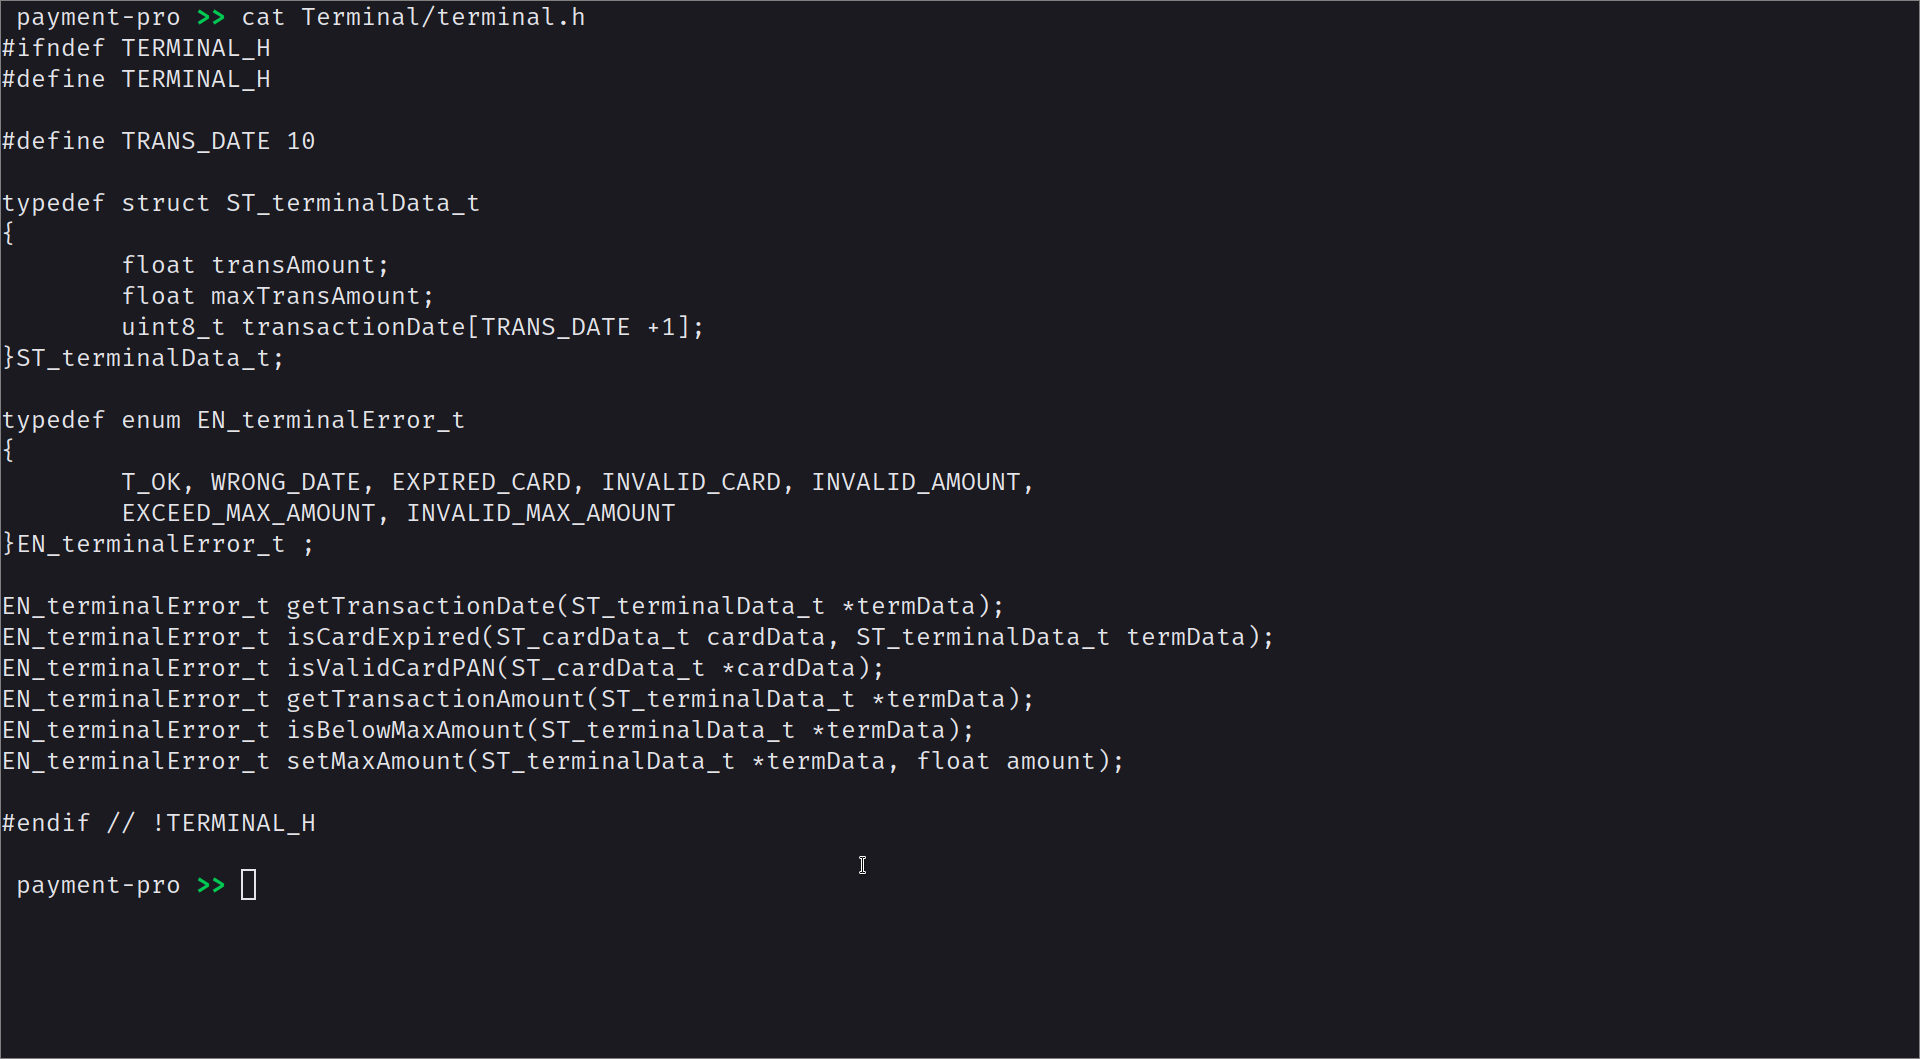 payment-pro >> cat Terminal/terminal.h
#ifndef TERMINAL_H
#define TERMINAL_H
#define TRANS_DATE 10
typedef struct ST_terminalData_t
{
        float transAmount;
        float maxTransAmount;
        uint8_t transactionDate[TRANS_DATE +1];
}ST_terminalData_t;
typedef enum EN_terminalError_t
{
        T_OK, WRONG_DATE, EXPIRED_CARD, INVALID_CARD, INVALID_AMOUNT,
        EXCEED_MAX_AMOUNT, INVALID_MAX_AMOUNT
}EN_terminalError_t ;
EN_terminalError_t getTransactionDate(ST_terminalData_t *termData);
EN_terminalError_t isCardExpired(ST_cardData_t cardData, ST_terminalData_t termData);
EN_terminalError_t isValidCardPAN(ST_cardData_t *cardData);
EN_terminalError_t getTransactionAmount(ST_terminalData_t *termData);
EN_terminalError_t isBelowMaxAmount(ST_terminalData_t *termData);
EN_terminalError_t setMaxAmount(ST_terminalData_t *termData, float amount);
#endif // !TERMINAL_H
payment-pro >>